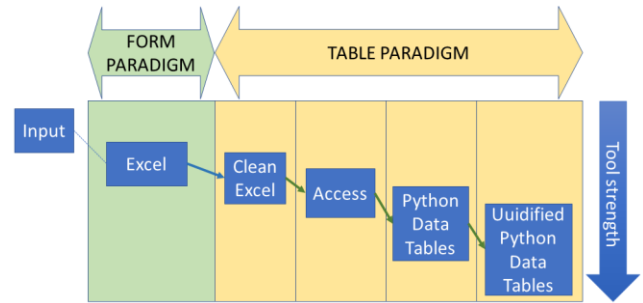 FORM
PARADIGM
TABLE PARADIGM
Input
Excel
Clean
Excel
Access
Python
Data
Tables
Uuidified
Python
Data
Tables
Tool strength